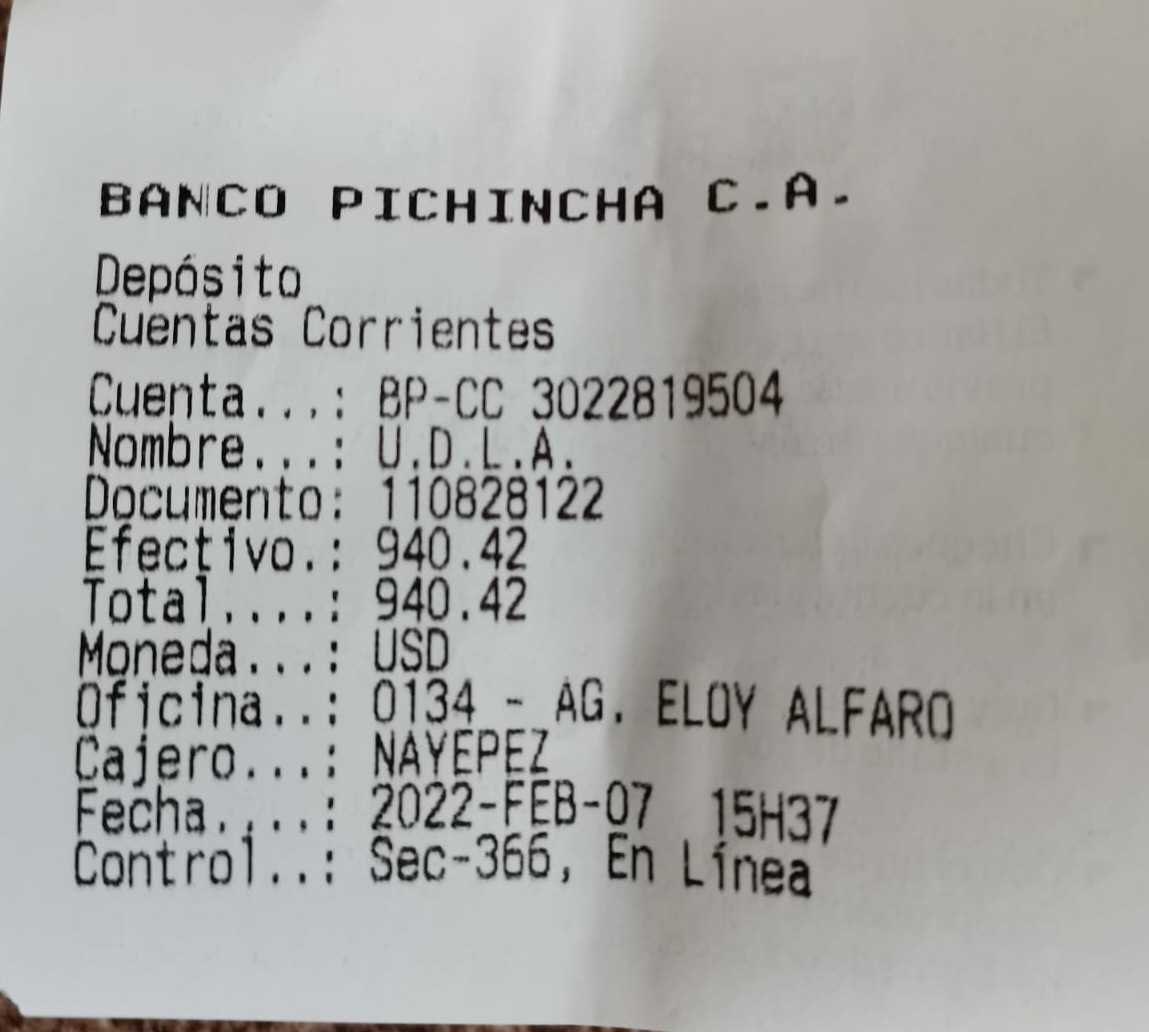 BANCO PICHINCHA C.A.
Depósito
Cuentas Corrientes
Cuenta...: BP-CC 3022819504
Nombre...: U.D.L.A.
Documento: 110828122
Efectivo.: 940.42
Total....: 940.42
Moneda...: USD
Oficina..: 0134 - AG. ELOY ALFARO
Cajero...: NAYEPEZ
Fecha....: 2022-FEB-07 15H37
Control..: Sec-366, En Línea